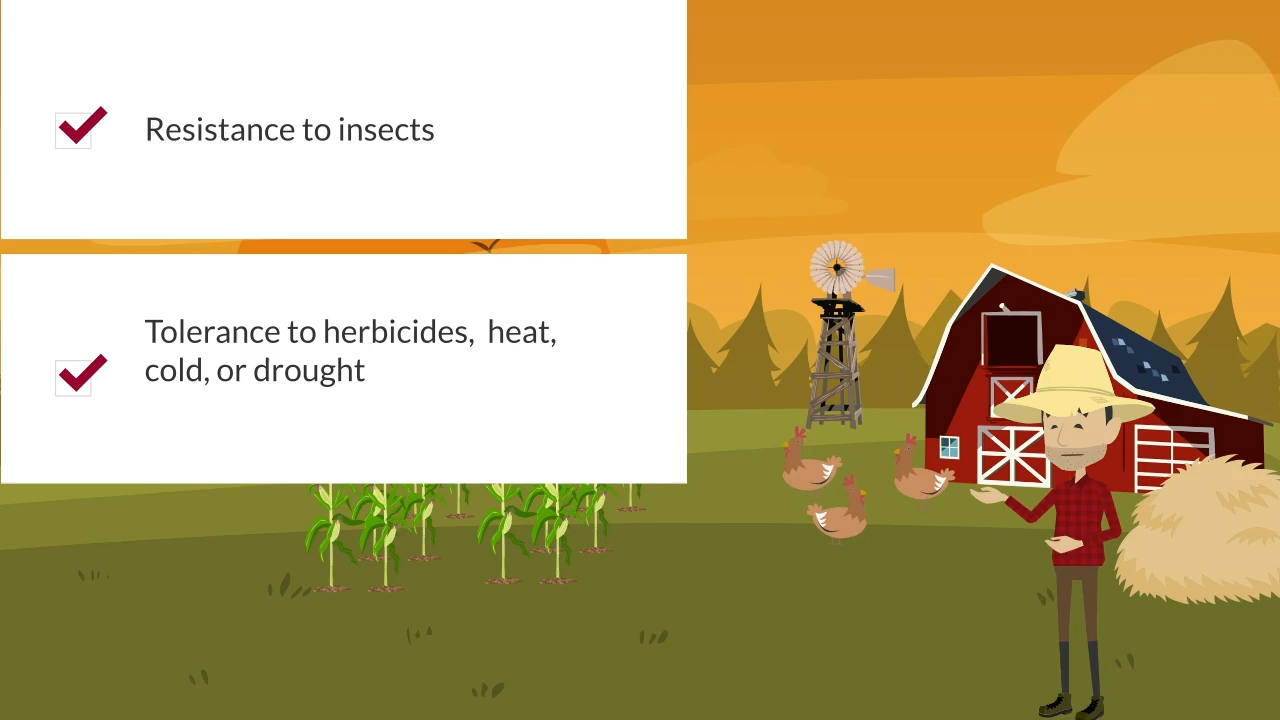 Resistance to insects
Tolerance to herbicides,  heat,
cold, or drought